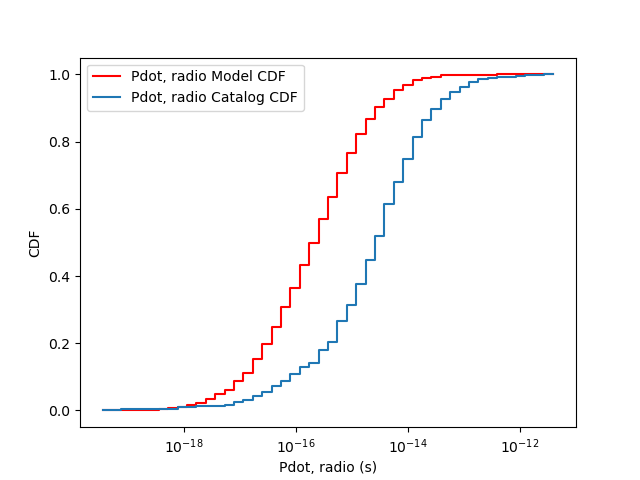 Pdot, radio Model CDF
Pdot, radio Catalog CDF
1.0
0.8
0.6
0.4
0.2
0.0
CDF
10⁻¹⁸ 10⁻¹⁶ 10⁻¹⁴ 10⁻¹²
Pdot, radio (s)